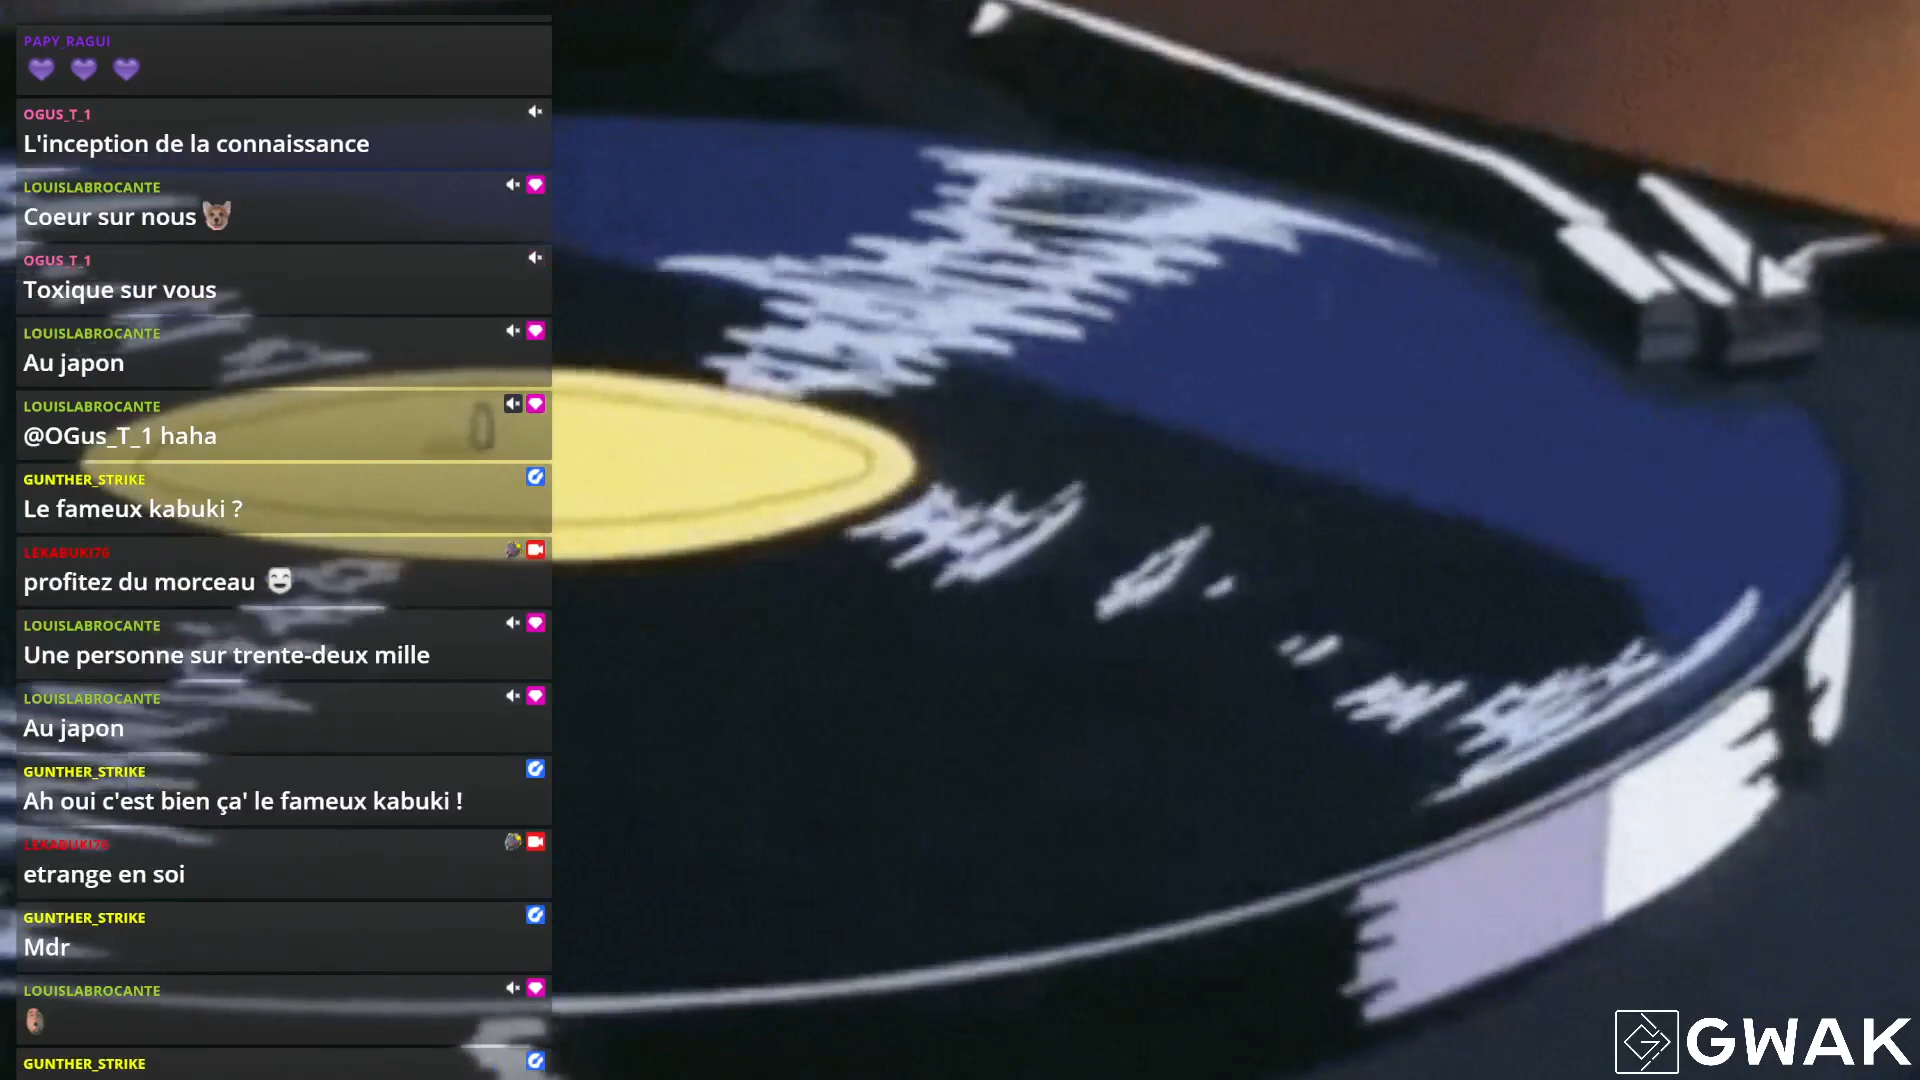 PAPY_RAGUI
OGUS_T_1
L'inception de la connaissance
LOUISLABROCANTE
Coeur sur nous
OGUS_T_1
Toxique sur vous
LOUISLABROCANTE
Au japon
LOUISLABROCANTE
@OGus_T_1 haha
GUNTHER_STRIKE
Le fameux kabuki ?
LEKABUKI76
profitez du morceau
LOUISLABROCANTE
Une personne sur trente-deux mille
LOUISLABROCANTE
Au japon
GUNTHER_STRIKE
Ah oui c'est bien ça' le fameux kabuki !
LEKABUKI76
etrange en soi
GUNTHER_STRIKE
Mdr
LOUISLABROCANTE
GUNTHER_STRIKE
GWAK